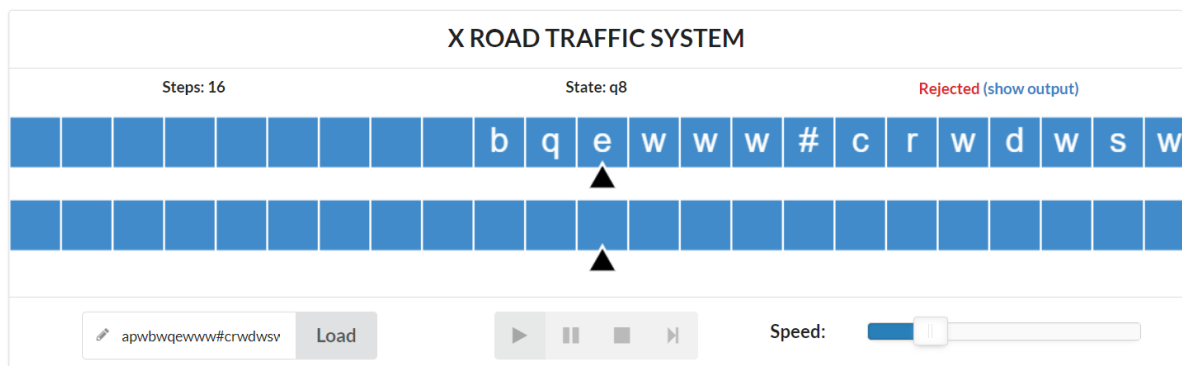 X ROAD TRAFFIC SYSTEM
Steps: 16 State: q8 Rejected (show output)
b q e w w w # c r w d w s w
apwbwqewww#crwdwsv Load Speed: